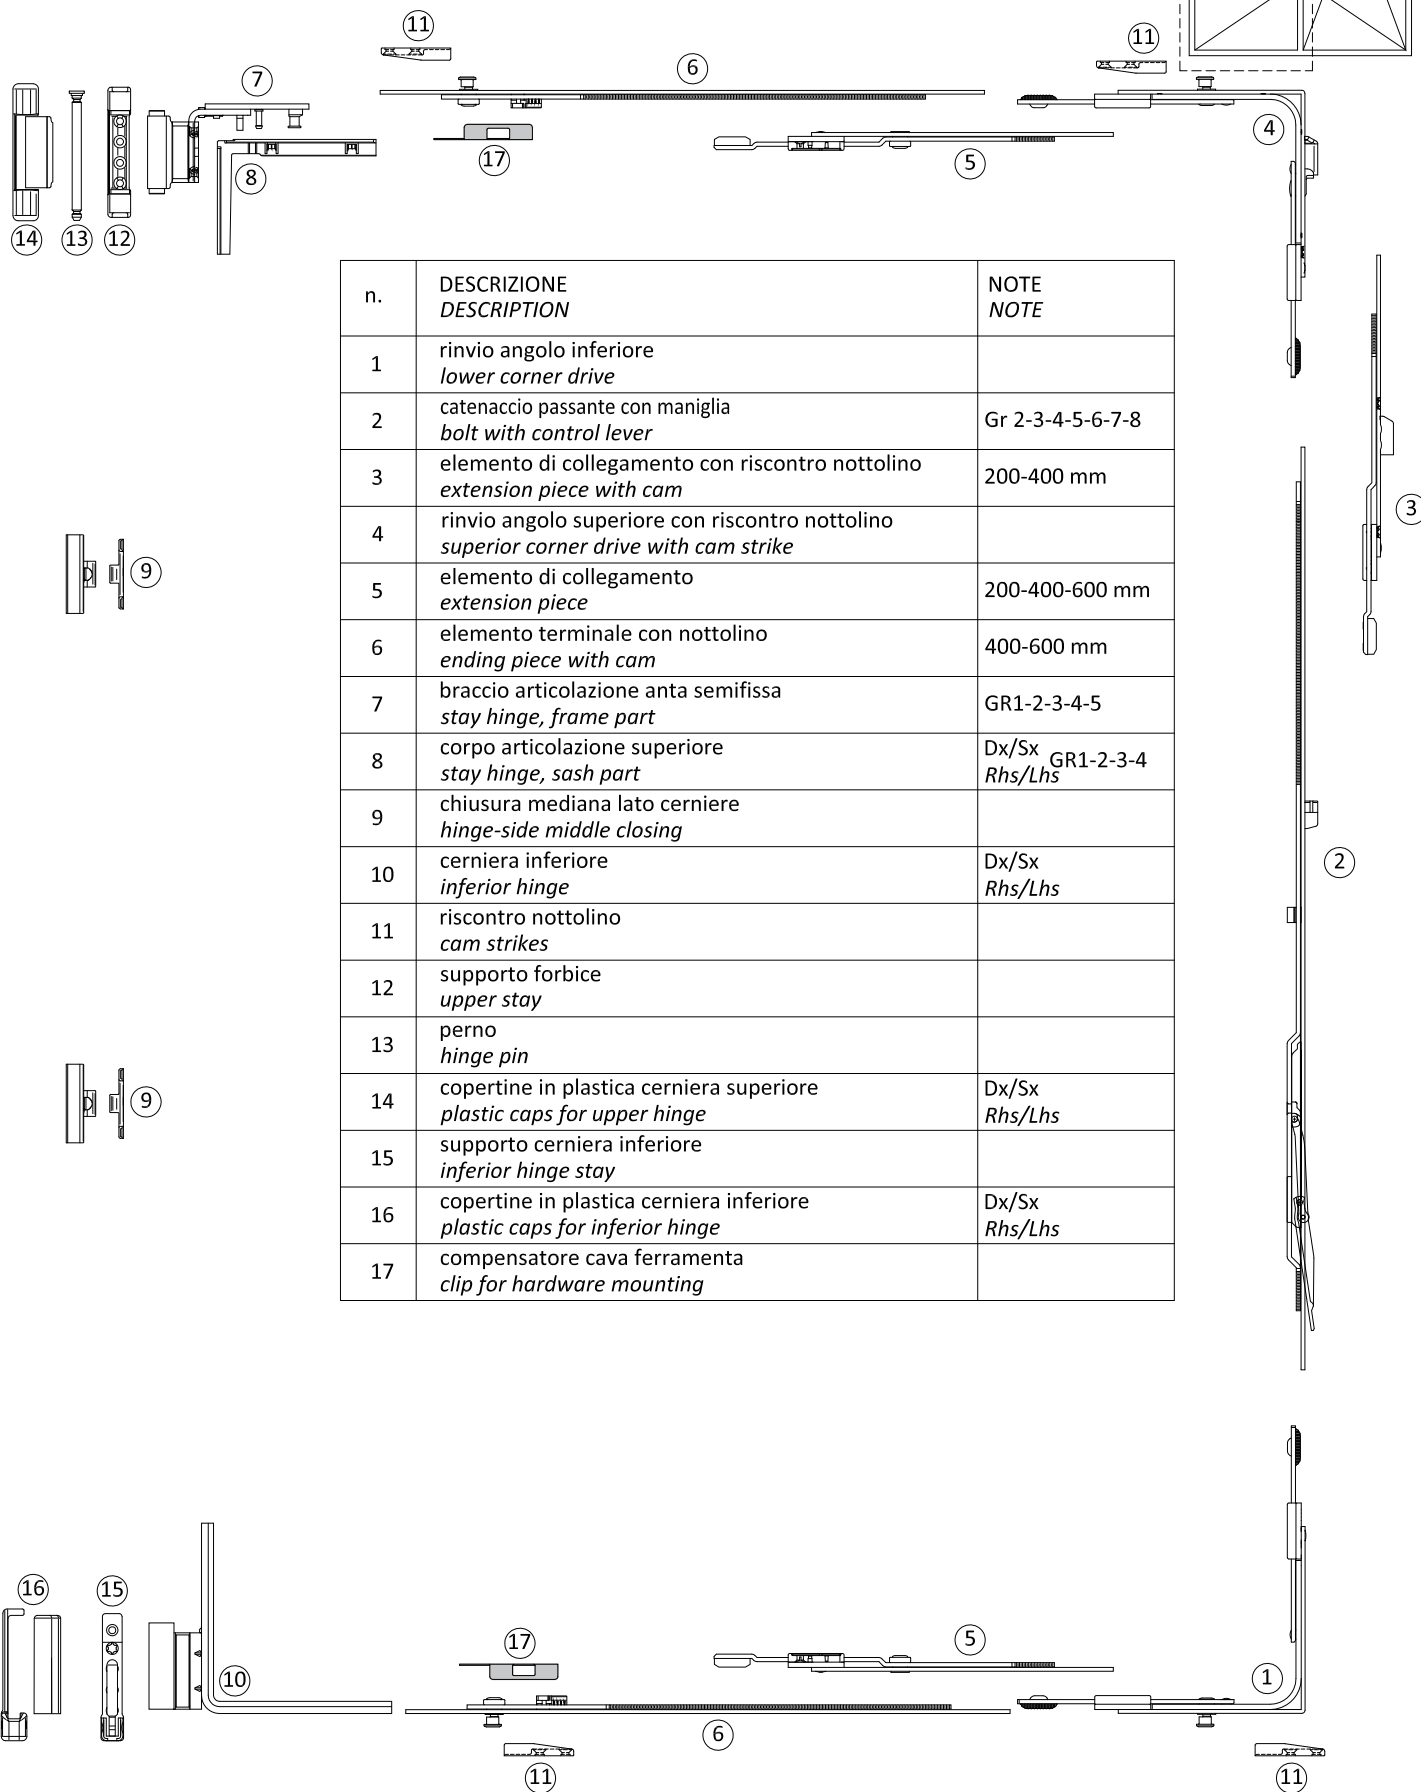 11
11
6
7
4
17
5
8
14
13
12
n.
DESCRIZIONE
DESCRIPTION
NOTE
NOTE
1
rinvio angolo inferiore
lower corner drive
2
catenaccio passante con maniglia
bolt with control lever
Gr 2-3-4-5-6-7-8
3
elemento di collegamento con riscontro nottolino
extension piece with cam
200-400 mm
4
rinvio angolo superiore con riscontro nottolino
superior corner drive with cam strike
5
elemento di collegamento
extension piece
200-400-600 mm
6
elemento terminale con nottolino
ending piece with cam
400-600 mm
7
braccio articolazione anta semifissa
stay hinge, frame part
GR1-2-3-4-5
8
corpo articolazione superiore
stay hinge, sash part
Dx/Sx
Rhs/Lhs
GR1-2-3-4
9
chiusura mediana lato cerniere
hinge-side middle closing
10
cerniera inferiore
inferior hinge
Dx/Sx
Rhs/Lhs
11
riscontro nottolino
cam strikes
12
supporto forbice
upper stay
13
perno
hinge pin
14
copertine in plastica cerniera superiore
plastic caps for upper hinge
Dx/Sx
Rhs/Lhs
15
supporto cerniera inferiore
inferior hinge stay
16
copertine in plastica cerniera inferiore
plastic caps for inferior hinge
Dx/Sx
Rhs/Lhs
17
compensatore cava ferramenta
clip for hardware mounting
3
9
2
9
16
15
17
5
10
1
6
11
11